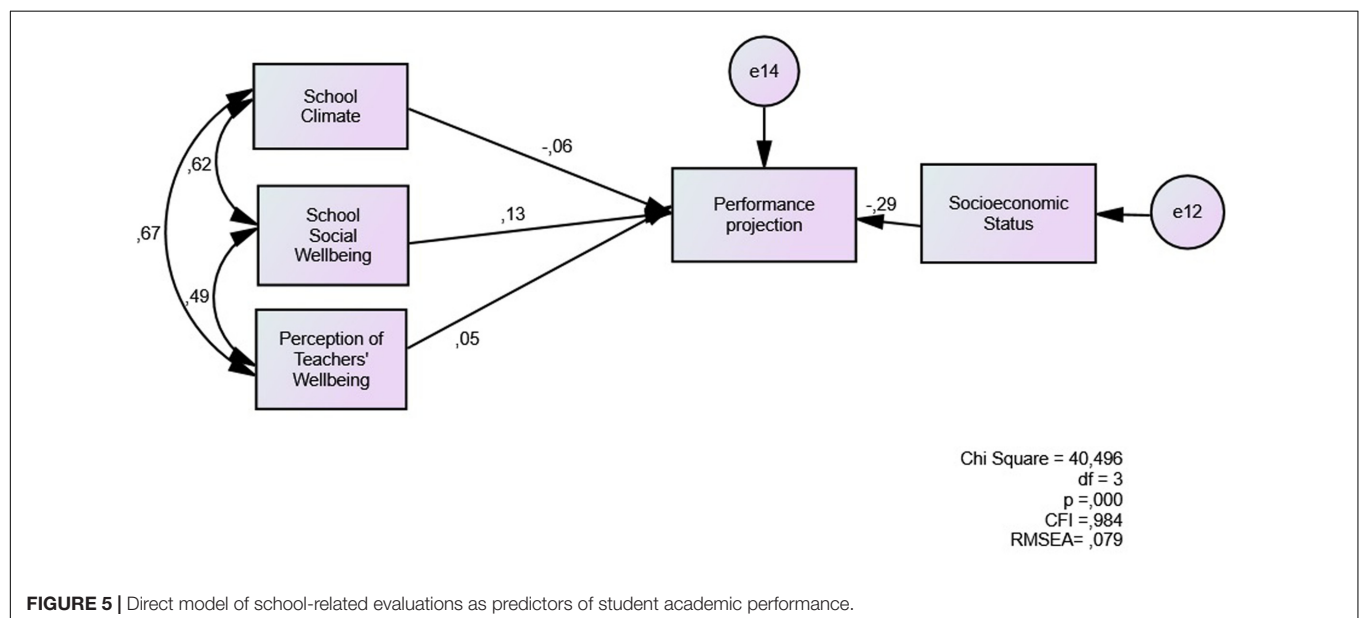 School
Climate
e14
-,06
,62
Performance
projection
-,29
Socioeconomic
Status
e12
School
Social
Wellbeing
,13
,67
,49
Perception of
Teachers'
Wellbeing
,05
Chi Square = 40,496
df = 3
p =,000
CFI =,984
RMSEA= ,079
FIGURE 5 | Direct model of school-related evaluations as predictors of student academic performance.